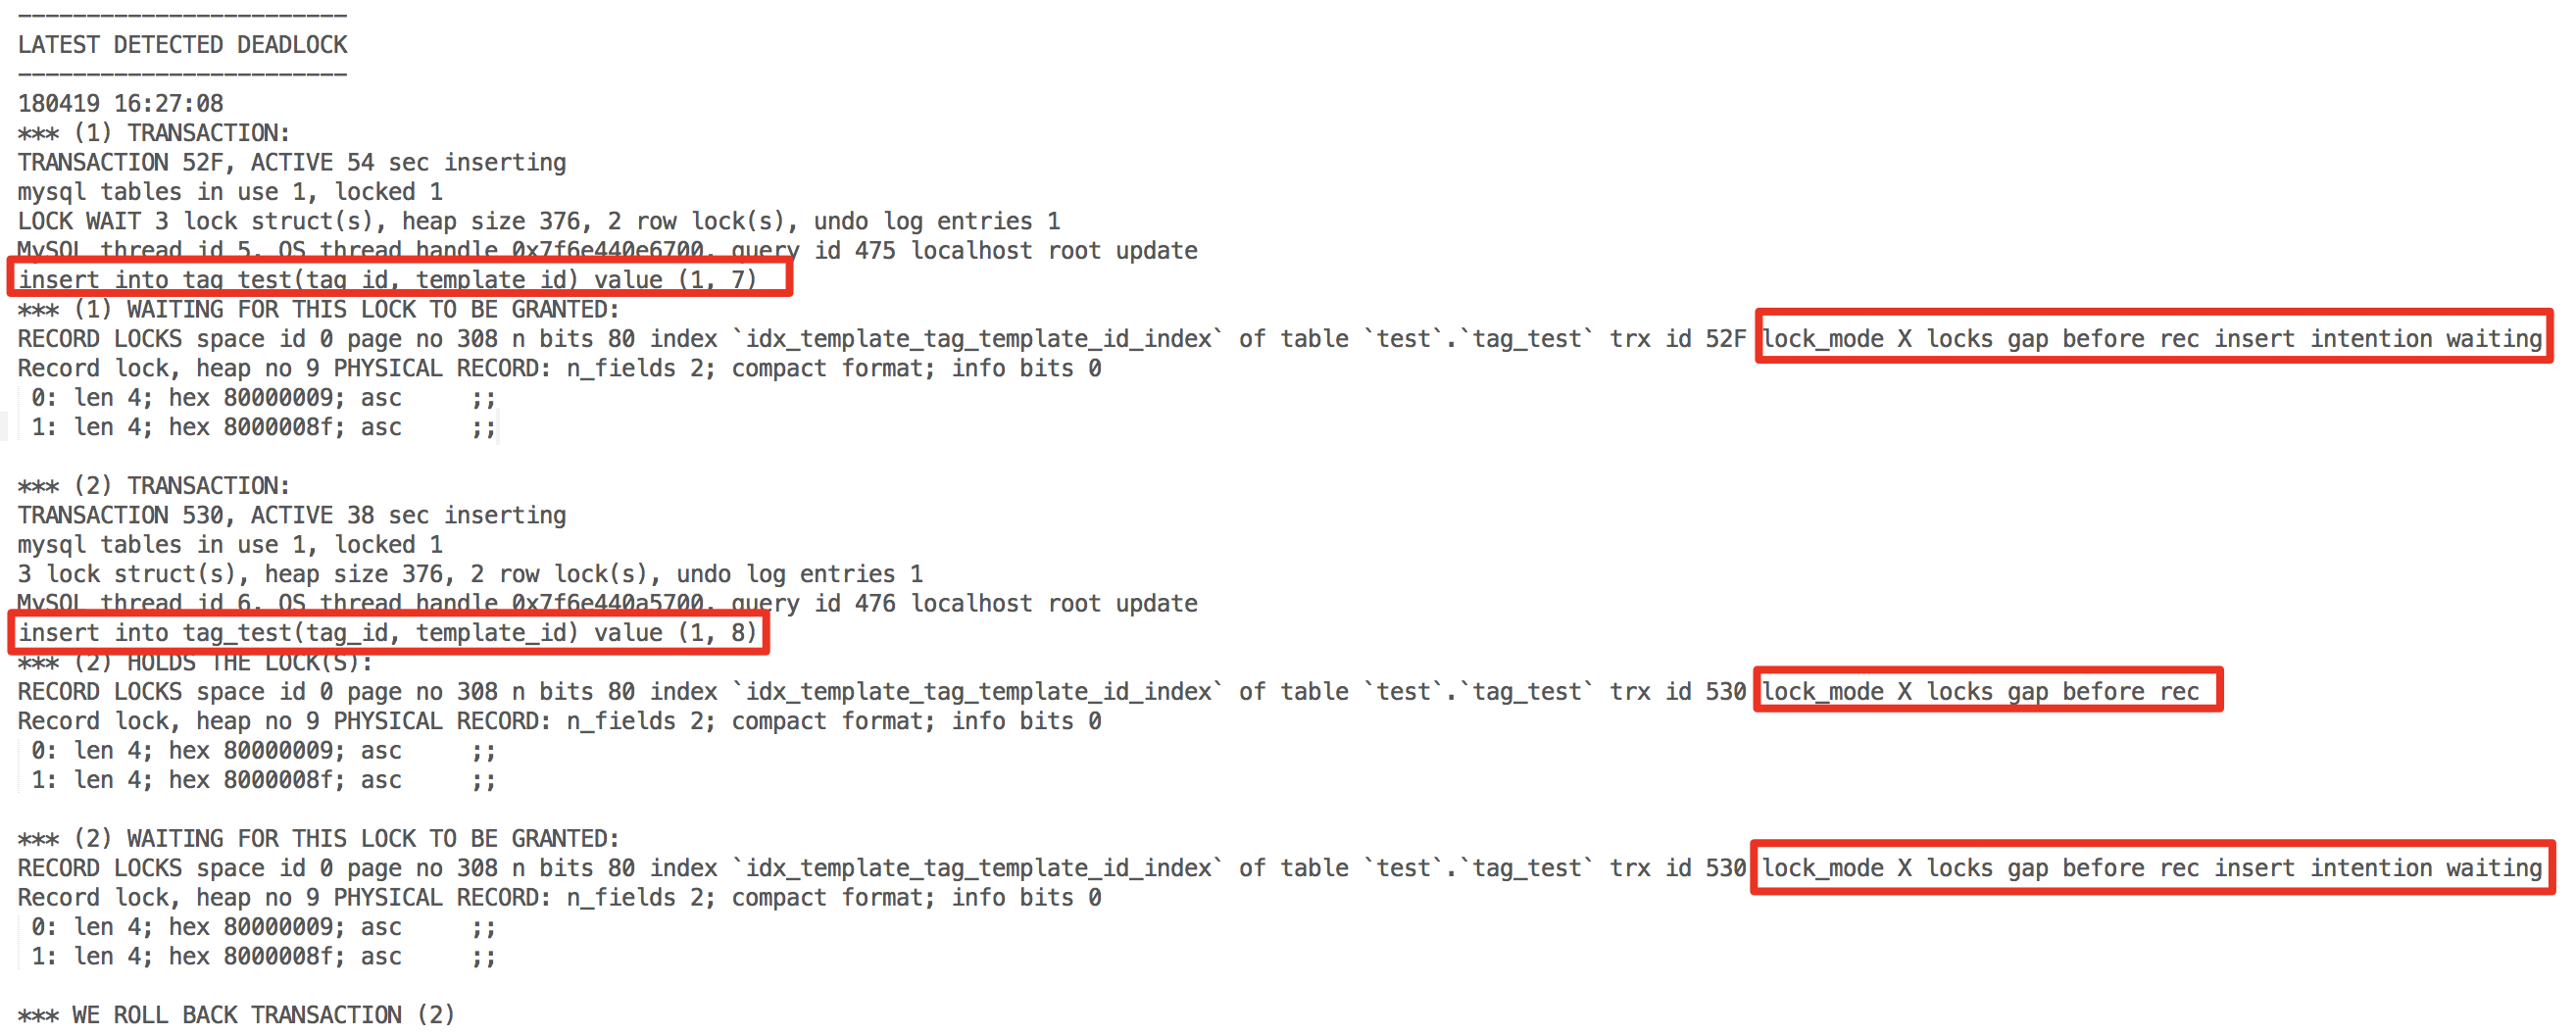 ------------------------
LATEST DETECTED DEADLOCK
------------------------
180419 16:27:08
*** (1) TRANSACTION:
TRANSACTION 52F, ACTIVE 54 sec inserting
mysql tables in use 1, locked 1
LOCK WAIT 3 lock struct(s), heap size 376, 2 row lock(s), undo log entries 1
MySQL thread id 5, OS thread handle 0x7f6e440e6700, query id 475 localhost root update
insert into tag_test(tag_id, template_id) value (1, 7)
*** (1) WAITING FOR THIS LOCK TO BE GRANTED:
RECORD LOCKS space id 0 page no 308 n bits 80 index `idx_template_tag_template_id_index` of table `test`.`tag_test` trx id 52F lock_mode X locks gap before rec insert intention waiting
Record lock, heap no 9 PHYSICAL RECORD: n_fields 2; compact format; info bits 0
 0: len 4; hex 80000009; asc     ;;
 1: len 4; hex 8000008f; asc     ;;
*** (2) TRANSACTION:
TRANSACTION 530, ACTIVE 38 sec inserting
mysql tables in use 1, locked 1
3 lock struct(s), heap size 376, 2 row lock(s), undo log entries 1
MySQL thread id 6, OS thread handle 0x7f6e440a5700, query id 476 localhost root update
insert into tag_test(tag_id, template_id) value (1, 8)
*** (2) HOLDS THE LOCK(S):
RECORD LOCKS space id 0 page no 308 n bits 80 index `idx_template_tag_template_id_index` of table `test`.`tag_test` trx id 530 lock_mode X locks gap before rec
Record lock, heap no 9 PHYSICAL RECORD: n_fields 2; compact format; info bits 0
 0: len 4; hex 80000009; asc     ;;
 1: len 4; hex 8000008f; asc     ;;
*** (2) WAITING FOR THIS LOCK TO BE GRANTED:
RECORD LOCKS space id 0 page no 308 n bits 80 index `idx_template_tag_template_id_index` of table `test`.`tag_test` trx id 530 lock_mode X locks gap before rec insert intention waiting
Record lock, heap no 9 PHYSICAL RECORD: n_fields 2; compact format; info bits 0
 0: len 4; hex 80000009; asc     ;;
 1: len 4; hex 8000008f; asc     ;;
*** WE ROLL BACK TRANSACTION (2)